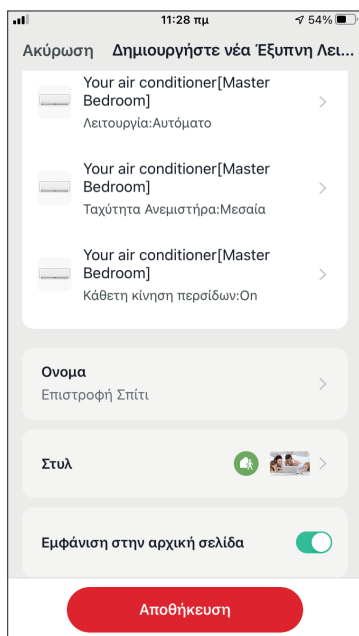 11:28 πμ
54%
Ακύρωση Δημιουργήστε νέα Έξυπνη Λει...
Your air conditioner[Master
Bedroom]
Λειτουργία:Αυτόματο
Your air conditioner[Master
Bedroom]
Ταχύτητα Ανεμιστήρα:Μεσαία
Your air conditioner[Master
Bedroom]
Κάθετη κίνηση περσίδων:On
Ονομα
Επιστροφή Σπίτι
Στυλ
Εμφάνιση στην αρχική σελίδα
Αποθήκευση